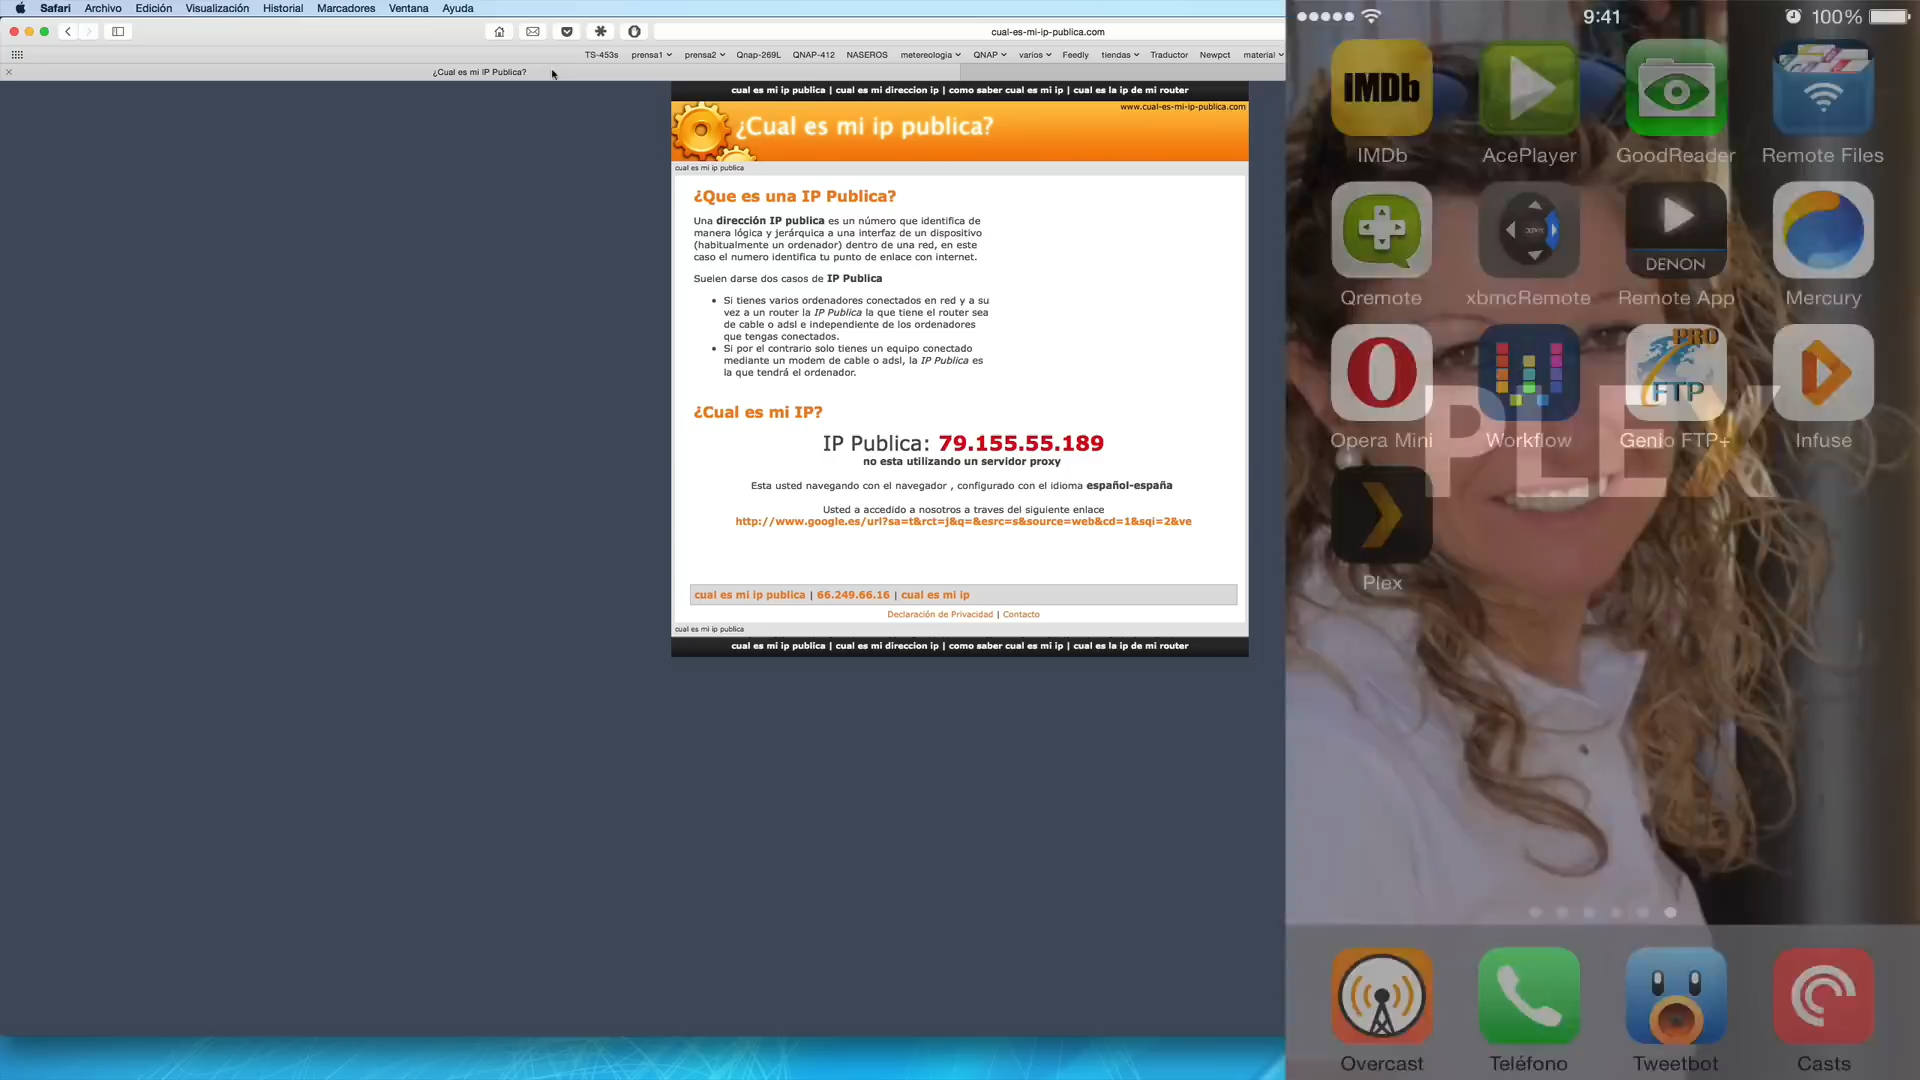 Safari Archivo Edición Visualización Historial Marcadores Ventana Ayuda
cual-es-mi-ip-publica.com
TS-453s prensa1 prensa2 Qnap-269L QNAP-412 NASEROS metereologia QNAP varios Feedly tiendas Traductor Newpct material
¿Cual es mi IP Publica?
cual es mi ip publica | cual es mi direccion ip | como saber cual es mi ip | cual es la ip de mi router
www.cual-es-mi-ip-publica.com
¿Cual es mi ip publica?
cual es mi ip publica
¿Que es una IP Publica?
Una dirección IP publica es un número que identifica de
manera lógica y jerárquica a una interfaz de un dispositivo
(habitualmente un ordenador) dentro de una red, en este
caso el numero identifica tu punto de enlace con internet.
Suelen darse dos casos de IP Publica
• Si tienes varios ordenadores conectados en red y a su
vez a un router la IP Publica la que tiene el router sea
de cable o adsl e independiente de los ordenadores
que tengas conectados.
• Si por el contrario solo tienes un equipo conectado
mediante un modem de cable o adsl, la IP Publica es
la que tendrá el ordenador.
¿Cual es mi IP?
IP Publica: 79.155.55.189
no esta utilizando un servidor proxy
Esta usted navegando con el navegador , configurado con el idioma español-españa
Usted a accedido a nosotros a traves del siguiente enlace
http://www.google.es/url?sa=t&rct=j&q=&esrc=s&source=web&cd=1&sqi=2&ve
cual es mi ip publica | 66.249.66.16 | cual es mi ip
Declaración de Privacidad | Contacto
cual es mi ip publica
cual es mi ip publica | cual es mi direccion ip | como saber cual es mi ip | cual es la ip de mi router
9:41 100%
IMDb
IMDb AcePlayer GoodReader Remote Files
DENON
Qremote xbmcRemote Remote App Mercury
PRO
FTP
PLEX
Opera Mini Workflow Genio FTP+ Infuse
Plex
Overcast Teléfono Tweetbot Casts